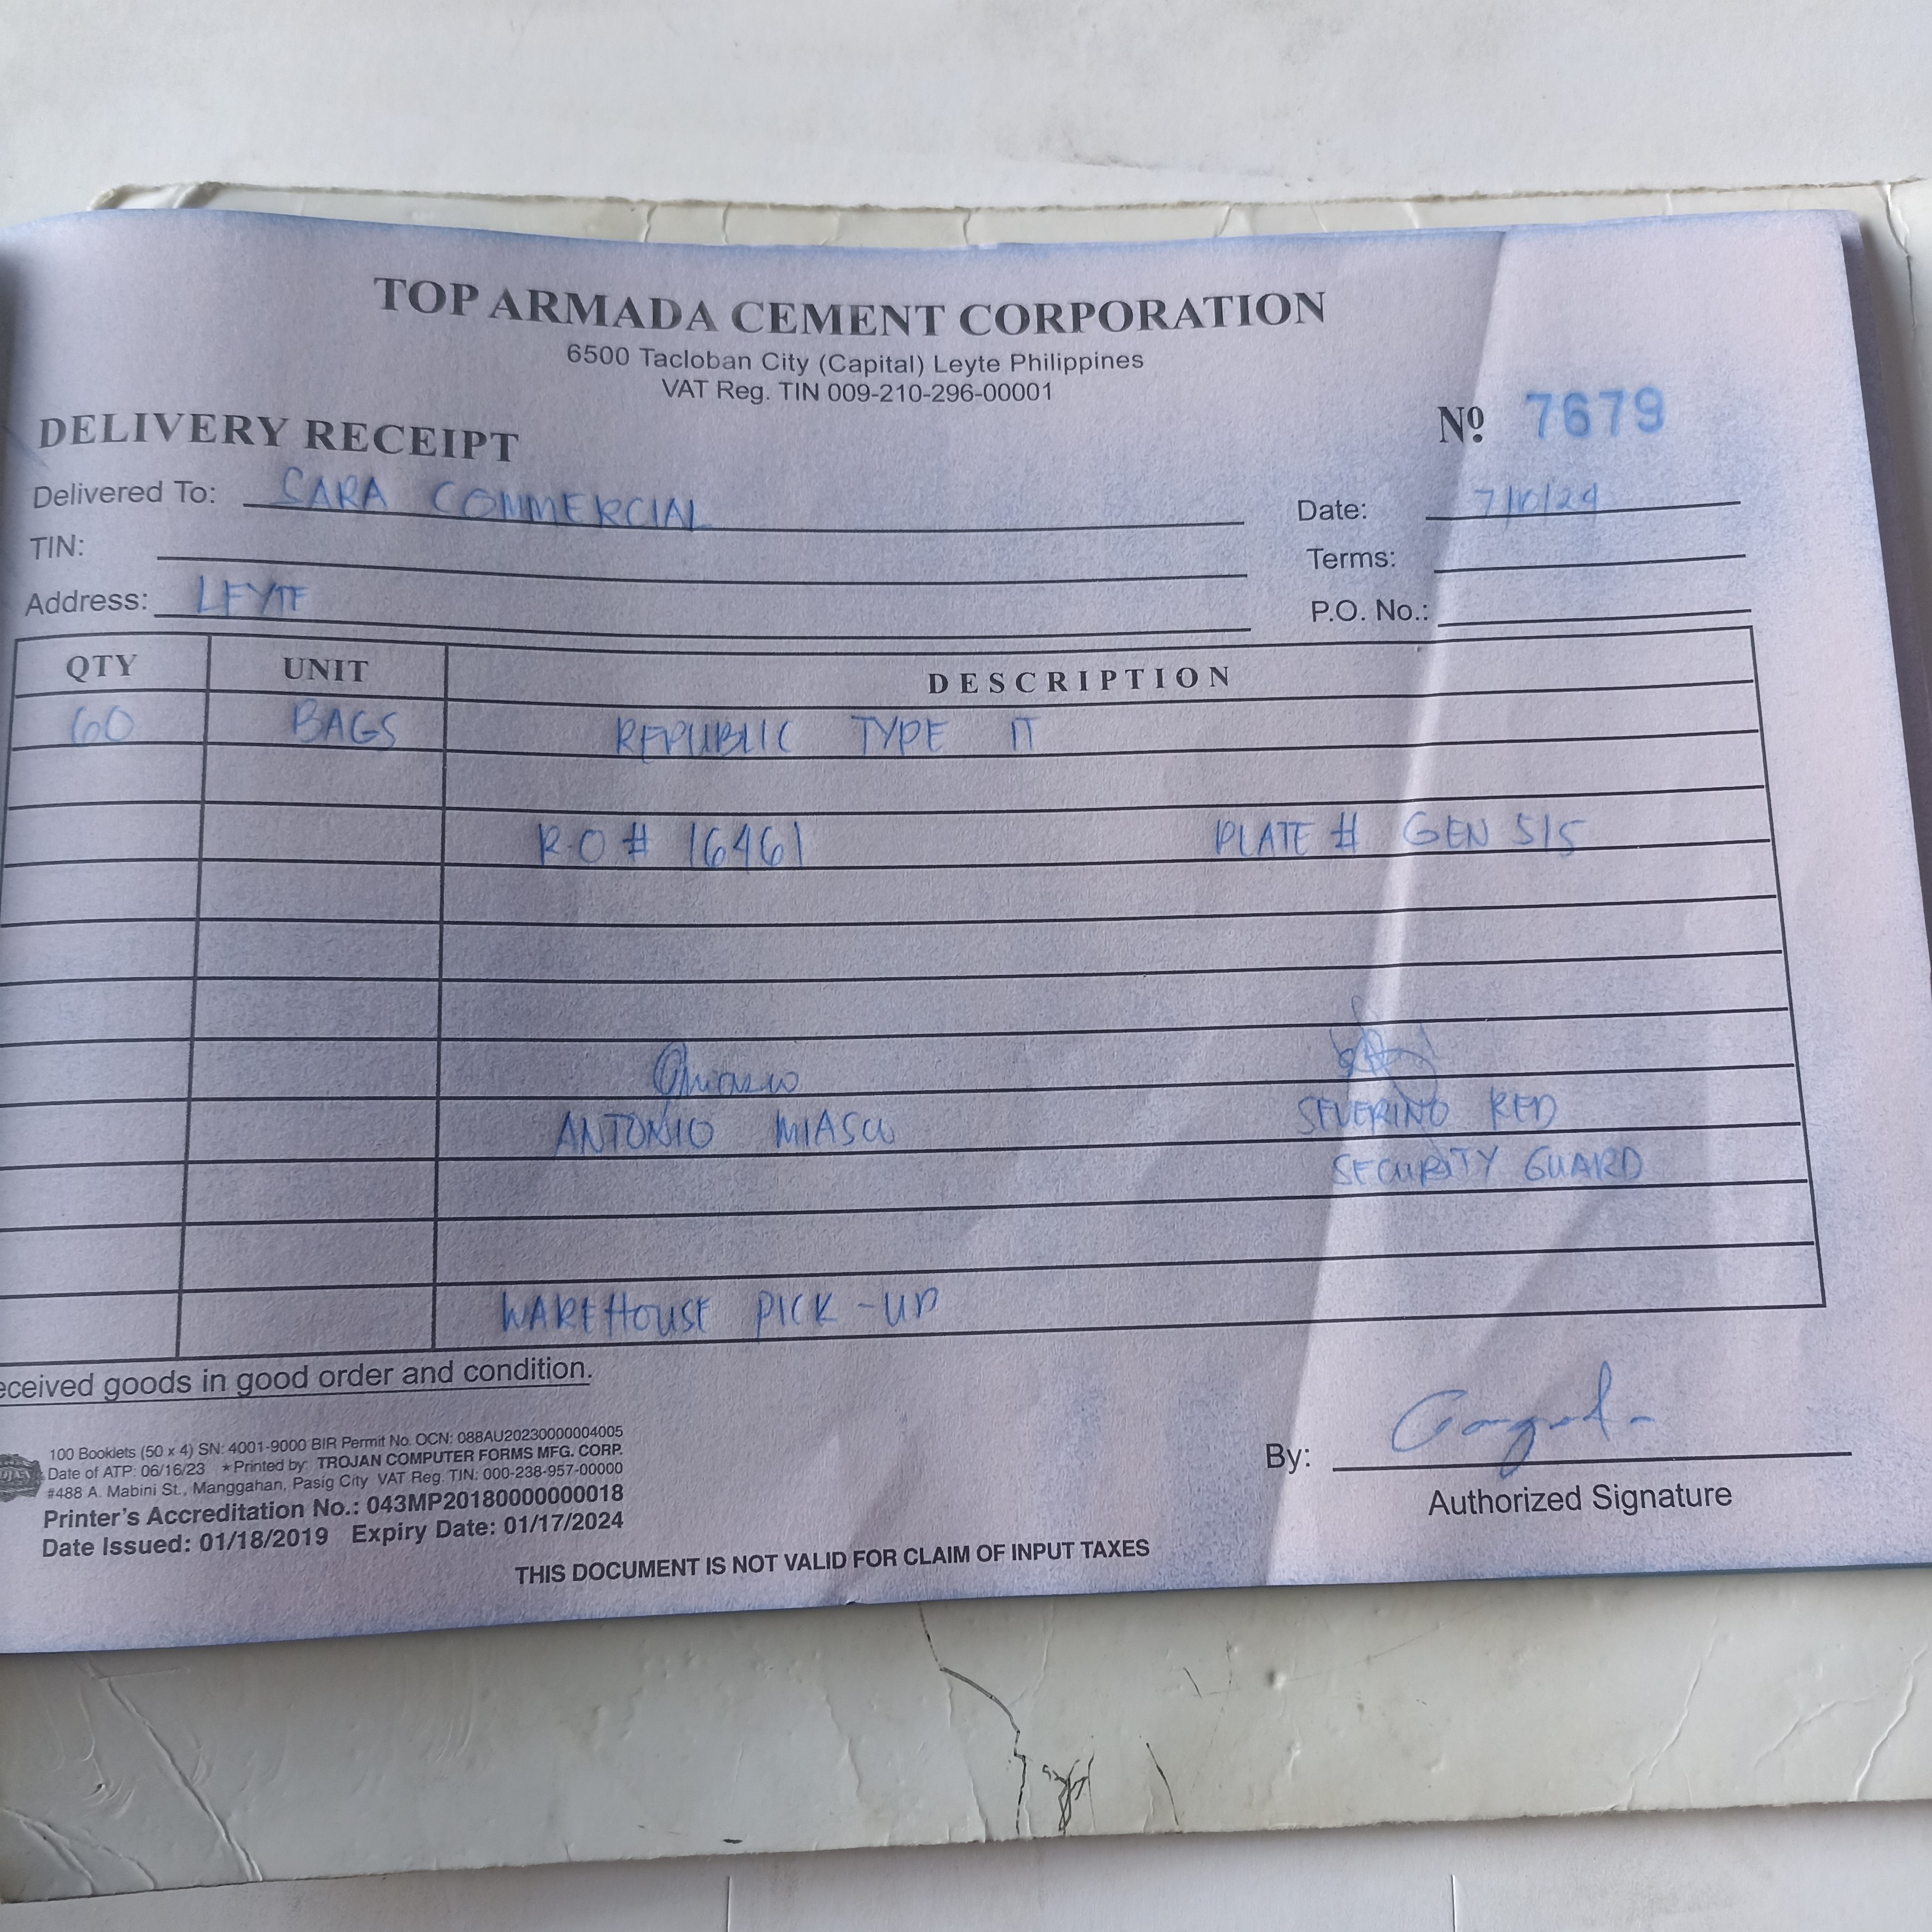 TOP ARMADA CEMENT CORPORATION
6500 Tacloban City (Capital) Leyte Philippines
VAT Reg. TIN 009-210-296-00001
DELIVERY RECEIPT
Nº 7679
Delivered To: CARA COMMERCIAL
Date: 7/10/24
TIN:
Terms:
Address: LEYTE
P.O. No.:
QTY UNIT DESCRIPTION
60 BAGS REPUBLIC TYPE IT
R.O # 16461 PLATE # GEN 515
ANTONIO MIASCO SEVERINO RED
SECURITY GUARD
WAREHOUSE PICK-UP
eceived goods in good order and condition.
100 Booklets (50 x 4) SN: 4001-9000 BIR Permit No. OCN: 088AU20230000004005
Date of ATP: 06/16/23 *Printed by: TROJAN COMPUTER FORMS MFG. CORP.
#488 A. Mabini St., Manggahan, Pasig City VAT Reg. TIN: 000-238-957-00000
Printer's Accreditation No.: 043MP20180000000018
Date Issued: 01/18/2019 Expiry Date: 01/17/2024
By:
Authorized Signature
THIS DOCUMENT IS NOT VALID FOR CLAIM OF INPUT TAXES